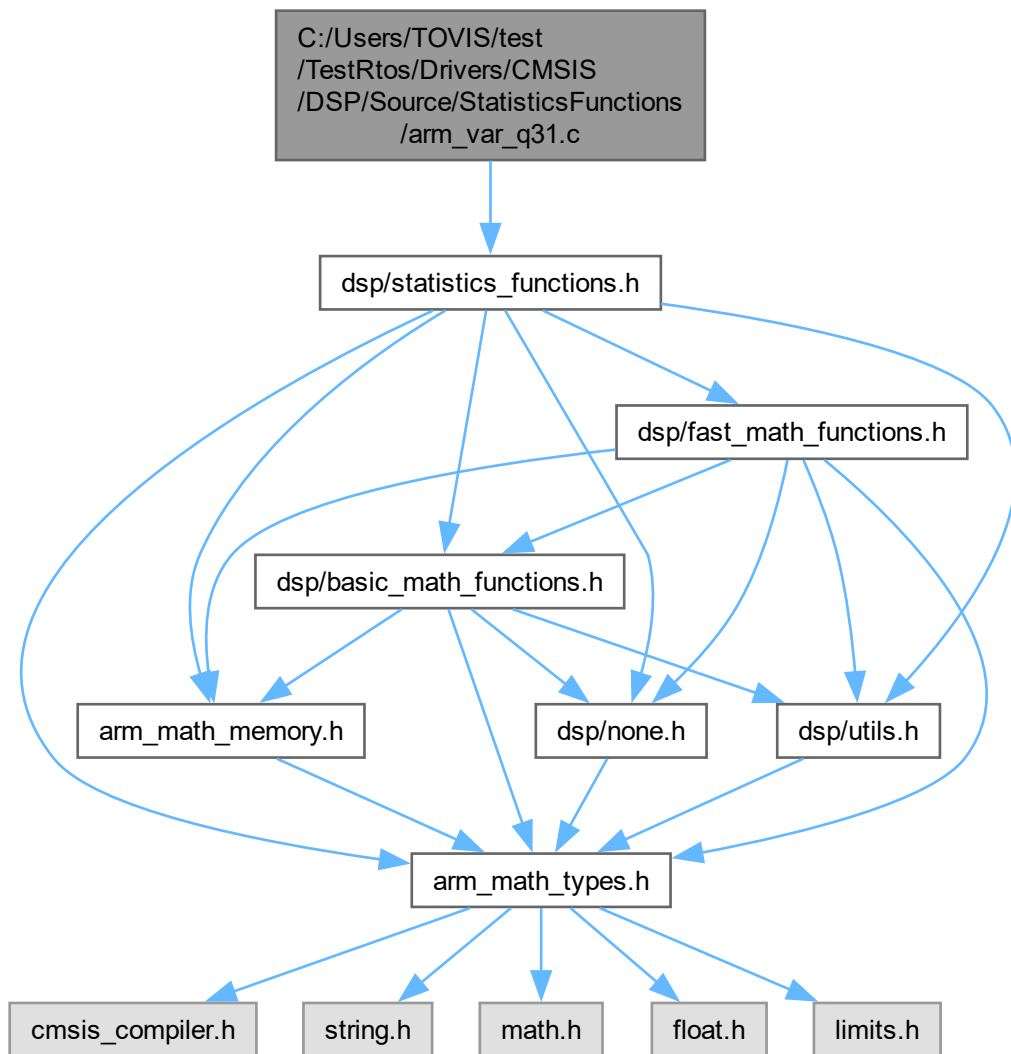 C:/Users/TOVIS/test
/TestRtos/Drivers/CMSIS
/DSP/Source/StatisticsFunctions
/arm_var_q31.c
dsp/statistics_functions.h
dsp/fast_math_functions.h
dsp/basic_math_functions.h
arm_math_memory.h
dsp/none.h
dsp/utils.h
arm_math_types.h
cmsis_compiler.h
string.h
math.h
float.h
limits.h